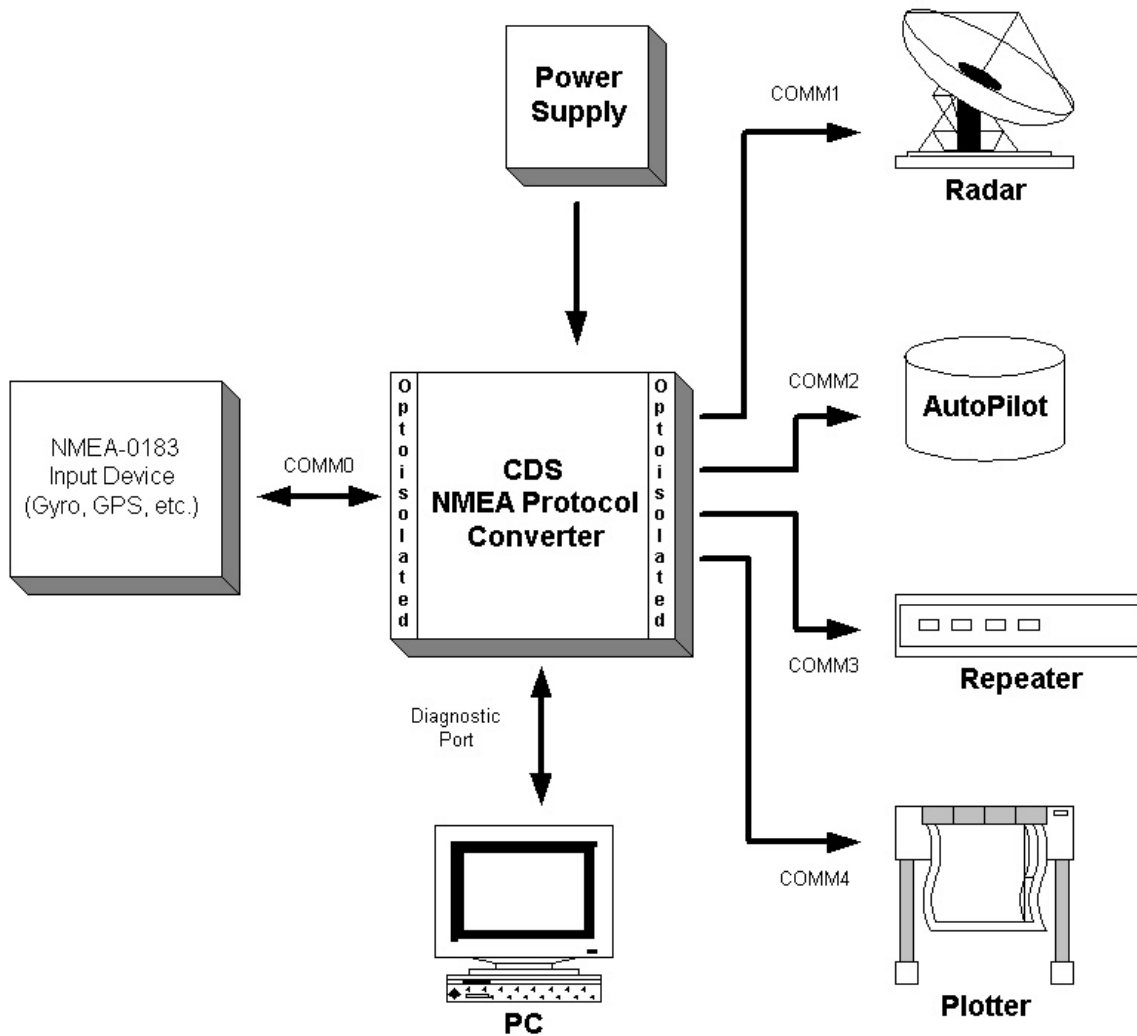 Power
Supply
COMM1
Radar
COMM2
AutoPilot
NMEA-0183
Input Device
(Gyro, GPS, etc.)
COMM0
Optoisolated
CDS
NMEA Protocol
Converter
Optoisolated
COMM3
Repeater
Diagnostic
Port
COMM4
Plotter
PC